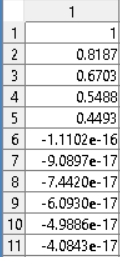 1
1 1
2 0.8187
3 0.6703
4 0.5488
5 0.4493
6 -1.1102e-16
7 -9.0897e-17
8 -7.4420e-17
9 -6.0930e-17
10 -4.9886e-17
11 -4.0843e-17